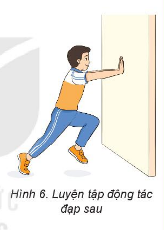 Hình 6. Luyện tập động tác
đạp sau